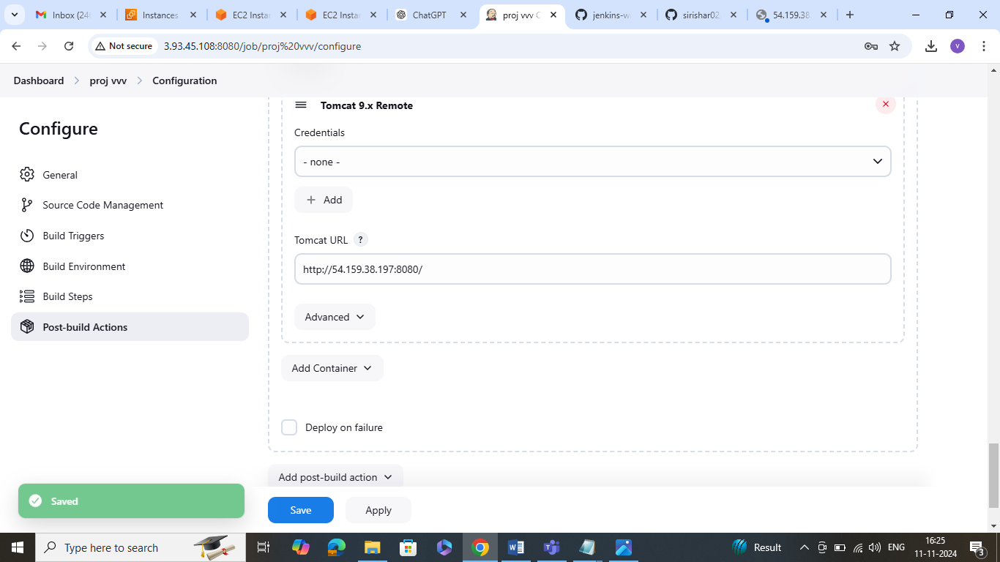 Inbox (24
Instances
EC2 Instar
EC2 Instar
ChatGPT
proj vvv C
jenkins-w
sirishar02
54.159.38
Not secure
3.93.45.108:8080/job/proj%20vvv/configure
V
Dashboard
proj vvv
Configuration
Configure
General
Source Code Management
Build Triggers
Build Environment
Build Steps
Post-build Actions
Tomcat 9.x Remote
Credentials
- none -
Add
Tomcat URL ?
http://54.159.38.197:8080/
Advanced
Add Container
Deploy on failure
Add post-build action
Saved
Save
Apply
Type here to search
Result
ENG
16:25
11-11-2024
3